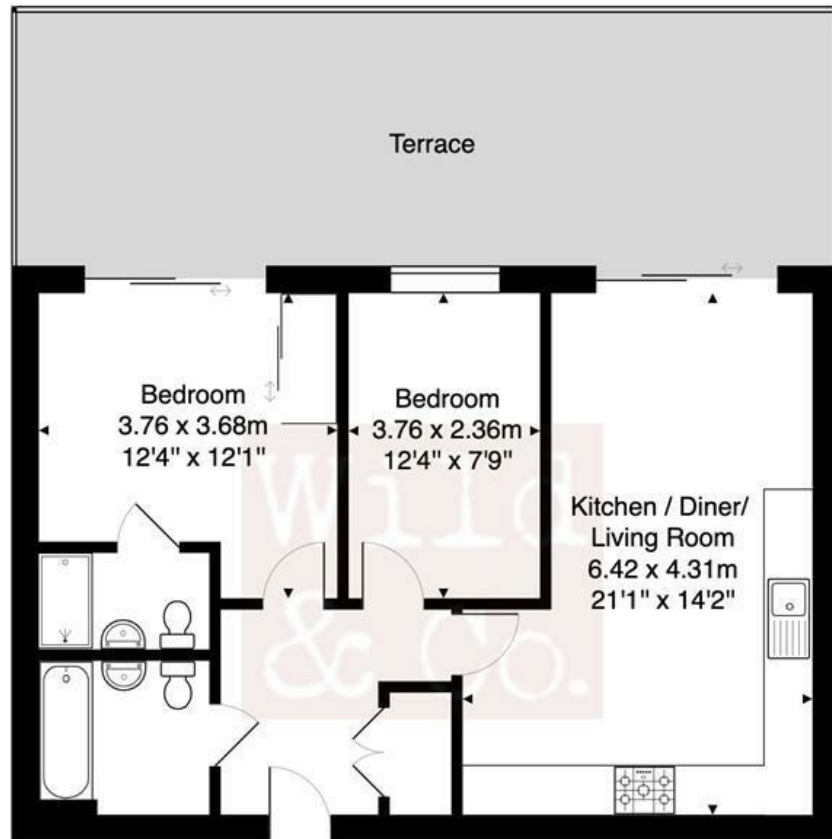 Terrace
Bedroom
3.76 x 3.68m
12'4" x 12'1"
Bedroom
3.76 x 2.36m
12'4" x 7'9"
Kitchen / Diner/
Living Room
6.42 x 4.31m
21'1" x 14'2"
Wild
& Co.